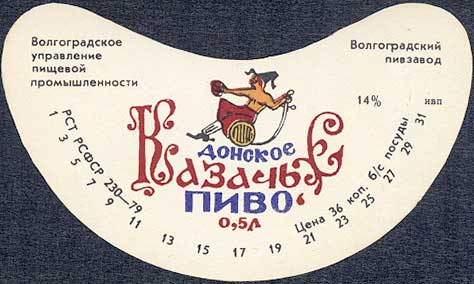 Волгоградское
управление
пищевой
промышленности
Волгоградский
пивзавод
14% ивп
донское
Казачье
ПИВО
0,5л
РСТ РСФСР 230—79
Цена 36 коп. б/с посуды
1 3 5 7 9 11 13 15 17 19 21 23 25 27 29 31